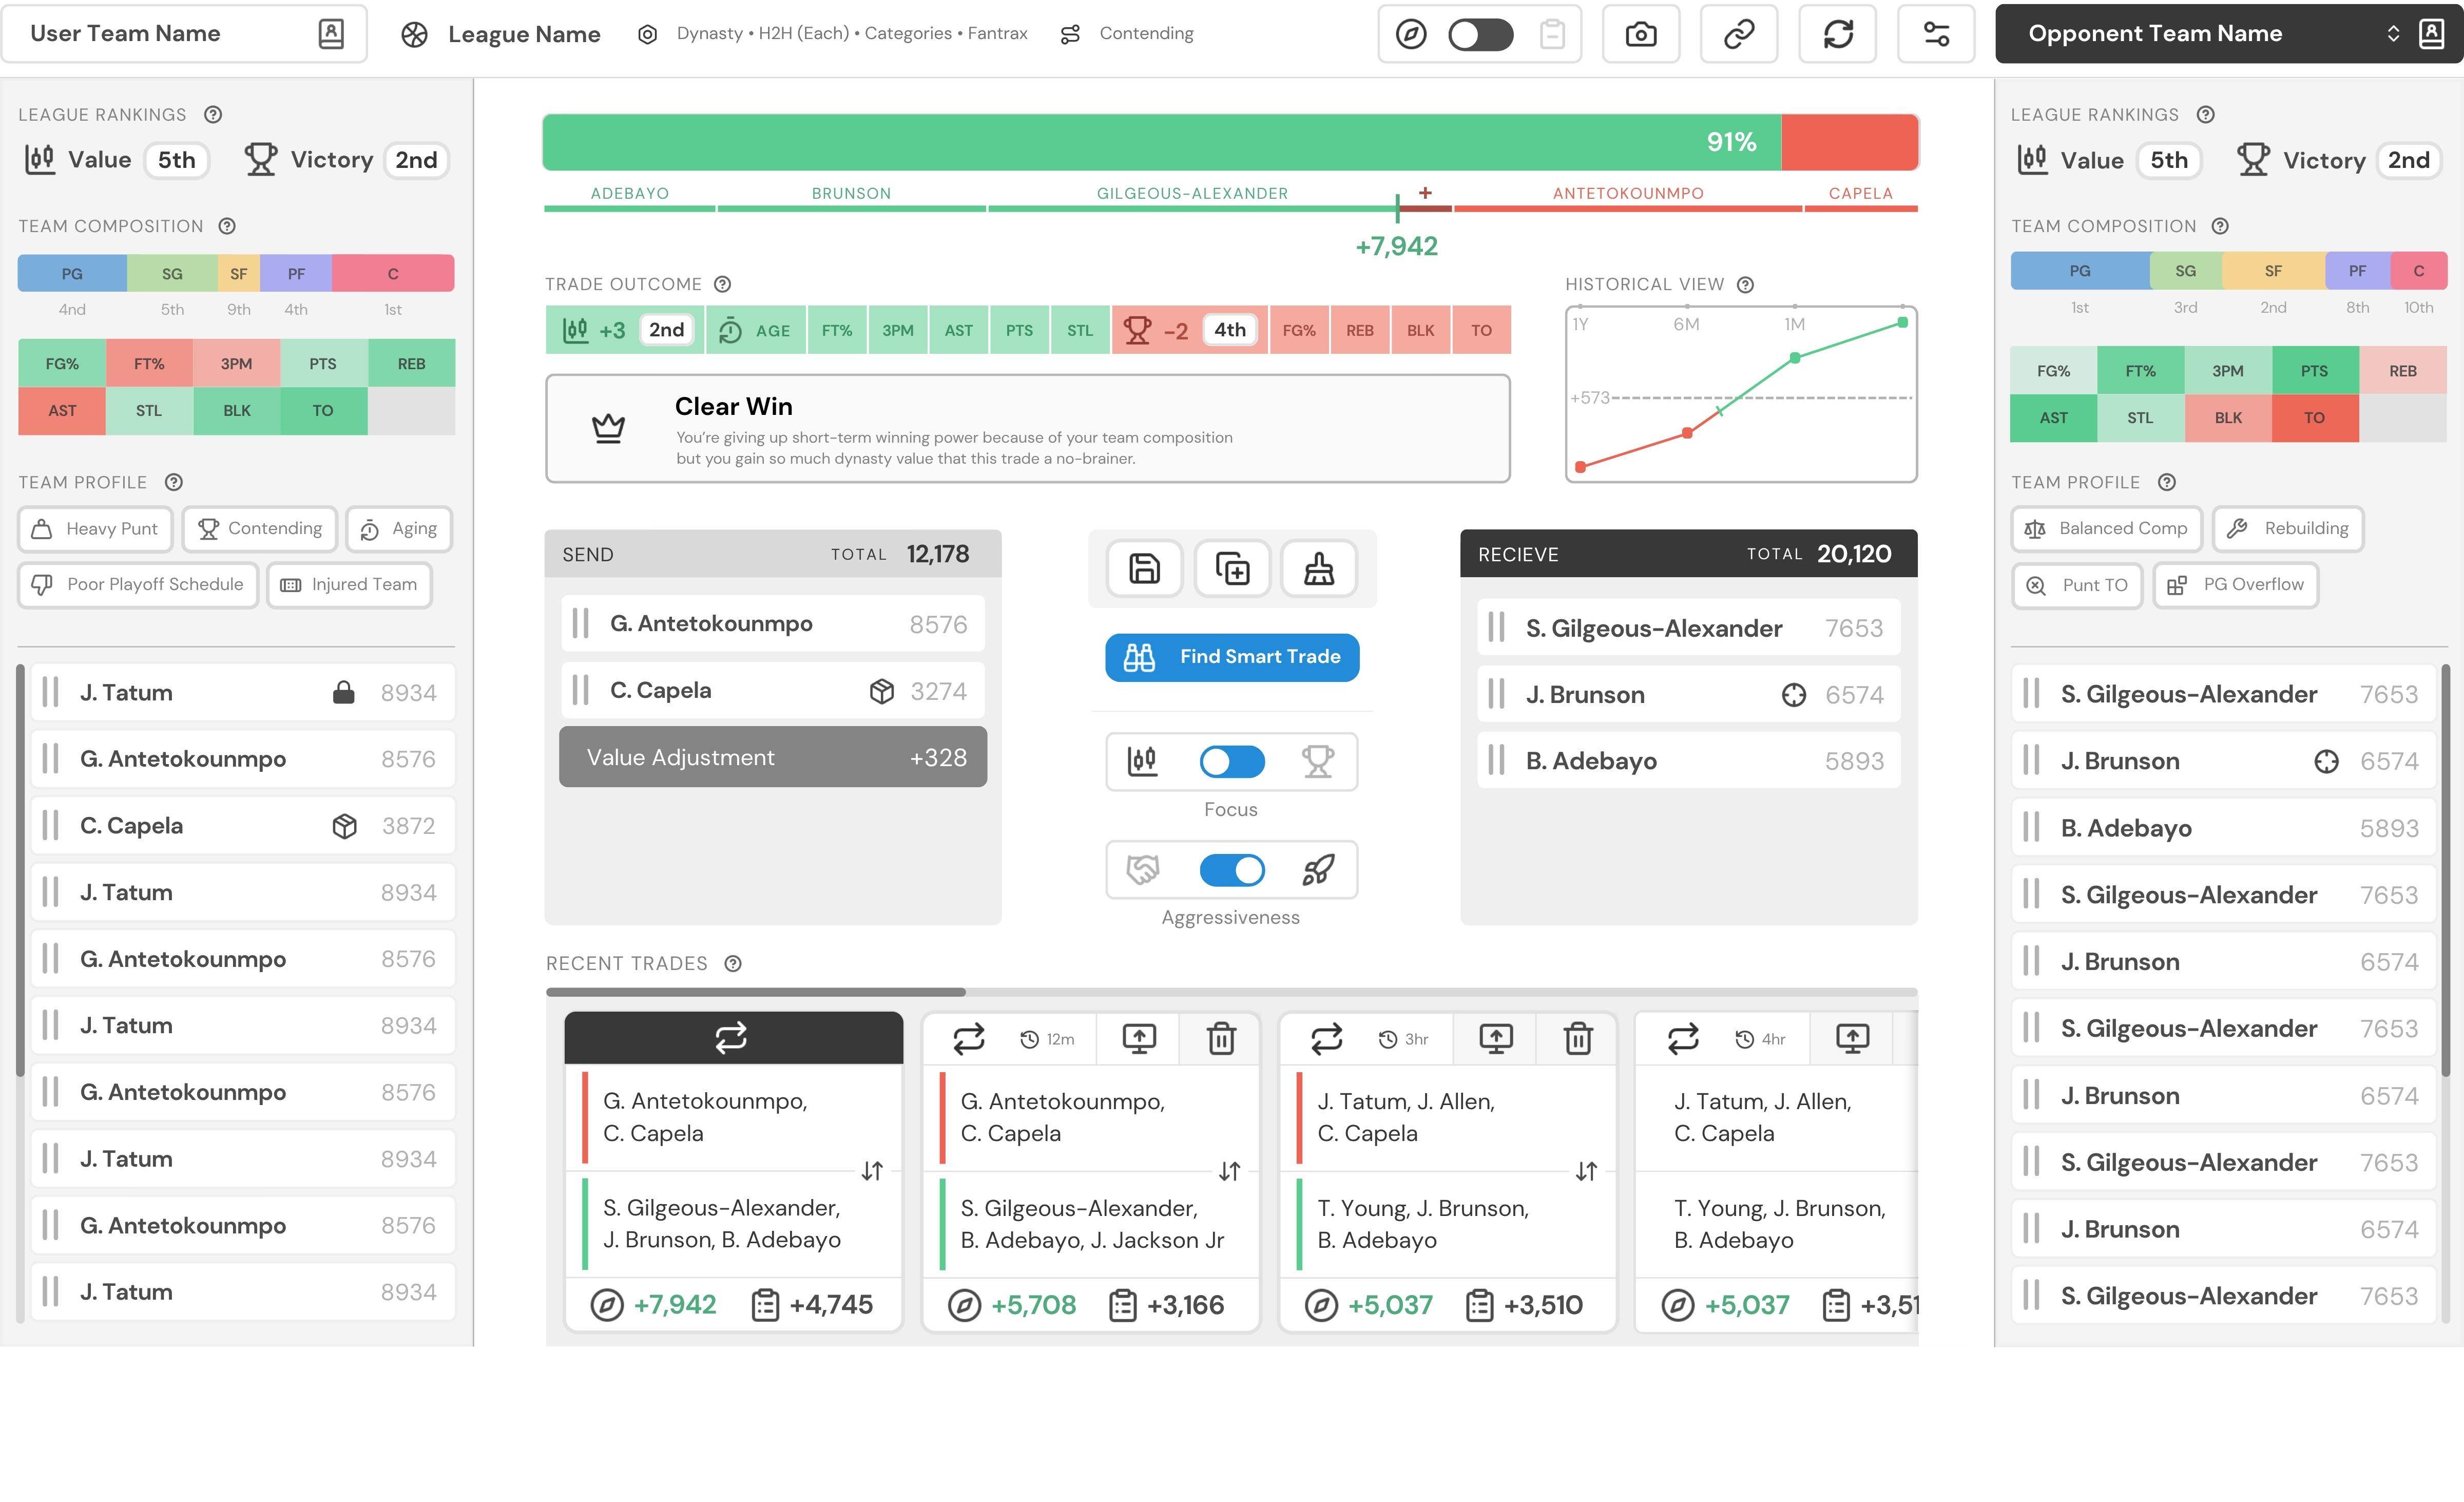 User Team Name
League Name
Dynasty • H2H (Each) • Categories • Fantrax
Contending
Opponent Team Name
LEAGUE RANKINGS
Value 5th Victory 2nd
TEAM COMPOSITION
PG SG SF PF C
4nd 5th 9th 4th 1st
FG% FT% 3PM PTS REB
AST STL BLK TO
TEAM PROFILE
Heavy Punt Contending Aging
Poor Playoff Schedule Injured Team
J. Tatum 8934
G. Antetokounmpo 8576
C. Capela 3872
J. Tatum 8934
G. Antetokounmpo 8576
J. Tatum 8934
G. Antetokounmpo 8576
J. Tatum 8934
G. Antetokounmpo 8576
J. Tatum 8934
91%
ADEBAYO BRUNSON GILGEOUS-ALEXANDER + ANTETOKOUNMPO CAPELA
+7,942
TRADE OUTCOME
+3 2nd AGE FT% 3PM AST PTS STL -2 4th FG% REB BLK TO
Clear Win
You're giving up short-term winning power because of your team composition
but you gain so much dynasty value that this trade a no-brainer.
HISTORICAL VIEW
1Y 6M 1M
+573
SEND TOTAL 12,178
G. Antetokounmpo 8576
C. Capela 3274
Value Adjustment +328
Find Smart Trade
Focus
Aggressiveness
RECIEVE TOTAL 20,120
S. Gilgeous-Alexander 7653
J. Brunson 6574
B. Adebayo 5893
RECENT TRADES
G. Antetokounmpo,
C. Capela
S. Gilgeous-Alexander,
J. Brunson, B. Adebayo
+7,942 +4,745
12m
G. Antetokounmpo,
C. Capela
S. Gilgeous-Alexander,
B. Adebayo, J. Jackson Jr
+5,708 +3,166
3hr
J. Tatum, J. Allen,
C. Capela
T. Young, J. Brunson,
B. Adebayo
+5,037 +3,510
4hr
J. Tatum, J. Allen,
C. Capela
T. Young, J. Brunson,
B. Adebayo
+5,037 +3,51
LEAGUE RANKINGS
Value 5th Victory 2nd
TEAM COMPOSITION
PG SG SF PF C
1st 3rd 2nd 8th 10th
FG% FT% 3PM PTS REB
AST STL BLK TO
TEAM PROFILE
Balanced Comp Rebuilding
Punt TO PG Overflow
S. Gilgeous-Alexander 7653
J. Brunson 6574
B. Adebayo 5893
S. Gilgeous-Alexander 7653
J. Brunson 6574
S. Gilgeous-Alexander 7653
J. Brunson 6574
S. Gilgeous-Alexander 7653
J. Brunson 6574
S. Gilgeous-Alexander 7653